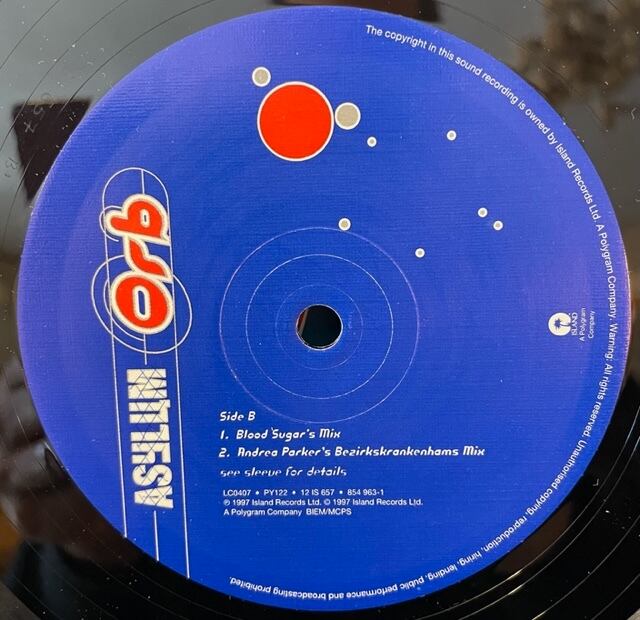 The copyright in this sound recording is owned by Island Records Ltd. A Polygram Company. Warning: All rights reserved. Unauthorised copying, reproduction, hiring, lending, public performance and broadcasting prohibited.
Orb
ASYLUM
ISLAND
A Polygram
Company
Side B
1. Blood Sugar's Mix
2. Andrea Parker's Bezirkskrankenhams Mix
see sleeve for details
LC0407 • PY122 • 12 IS 657 • 854 963-1
℗ 1997 Island Records Ltd. © 1997 Island Records Ltd.
A Polygram Company BIEM/MCPS